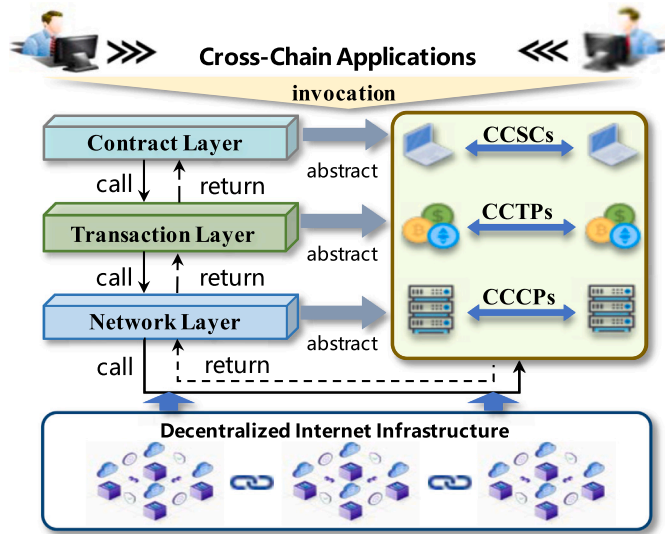 Cross-Chain Applications
invocation
Contract Layer
abstract
CCSCs
call
return
Transaction Layer
abstract
CCTPs
call
return
Network Layer
abstract
CCCPs
call
return
Decentralized Internet Infrastructure